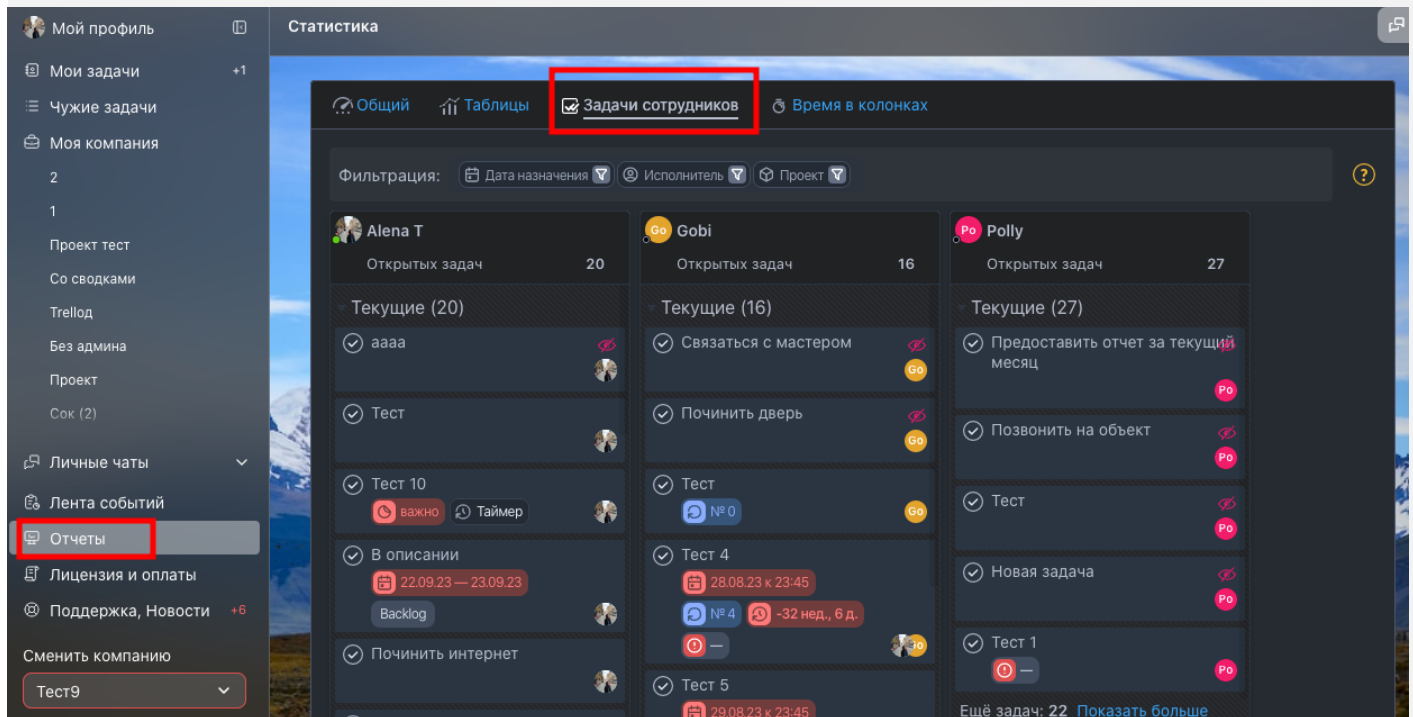 Мой профиль
Статистика
Мои задачи +1
Чужие задачи
Моя компания
2
1
Проект тест
Со сводками
Trelloд
Без админа
Проект
Сок (2)
Личные чаты
Лента событий
Отчеты
Лицензия и оплаты
Поддержка, Новости +6
Сменить компанию
Тест9
Общий Таблицы Задачи сотрудников Время в колонках
Фильтрация: Дата назначения Исполнитель Проект ?
Alena T
Открытых задач 20
Текущие (20)
аааа
Тест
Тест 10
важно Таймер
В описании
22.09.23 — 23.09.23
Backlog
Починить интернет
Go Gobi
Открытых задач 16
Текущие (16)
Связаться с мастером
Go
Починить дверь
Go
Тест
№ 0 Go
Тест 4
28.08.23 к 23:45
№ 4 -32 нед., 6 д.
—
Тест 5
29.08.23 к 23:45
Po Polly
Открытых задач 27
Текущие (27)
Предоставить отчет за текущий
месяц
Po
Позвонить на объект
Po
Тест
Po
Новая задача
Po
Тест 1
— Po
Ещё задач: 22 Показать больше